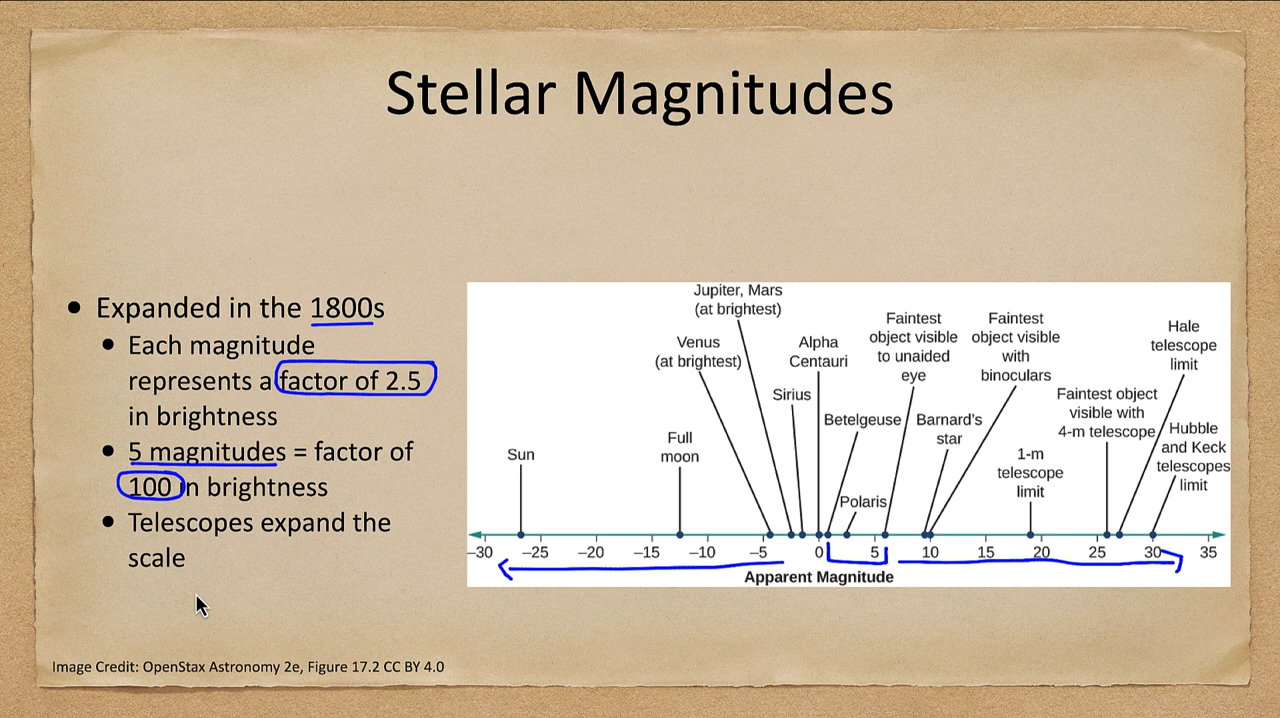 Stellar Magnitudes
• Expanded in the 1800s
• Each magnitude
represents a factor of 2.5
in brightness
• 5 magnitudes = factor of
100 in brightness
• Telescopes expand the
scale
Jupiter, Mars
(at brightest)
Venus
(at brightest)
Alpha
Centauri
Faintest
object visible
to unaided
eye
Faintest
object visible
with
binoculars
Hale
telescope
limit
Sirius
Faintest object
visible with
4-m telescope
Betelgeuse
Barnard's
star
Hubble
and Keck
telescopes
limit
Sun
Full
moon
1-m
telescope
limit
Polaris
–30 –25 –20 –15 –10 –5 0 5 10 15 20 25 30 35
Apparent Magnitude
Image Credit: OpenStax Astronomy 2e, Figure 17.2 CC BY 4.0